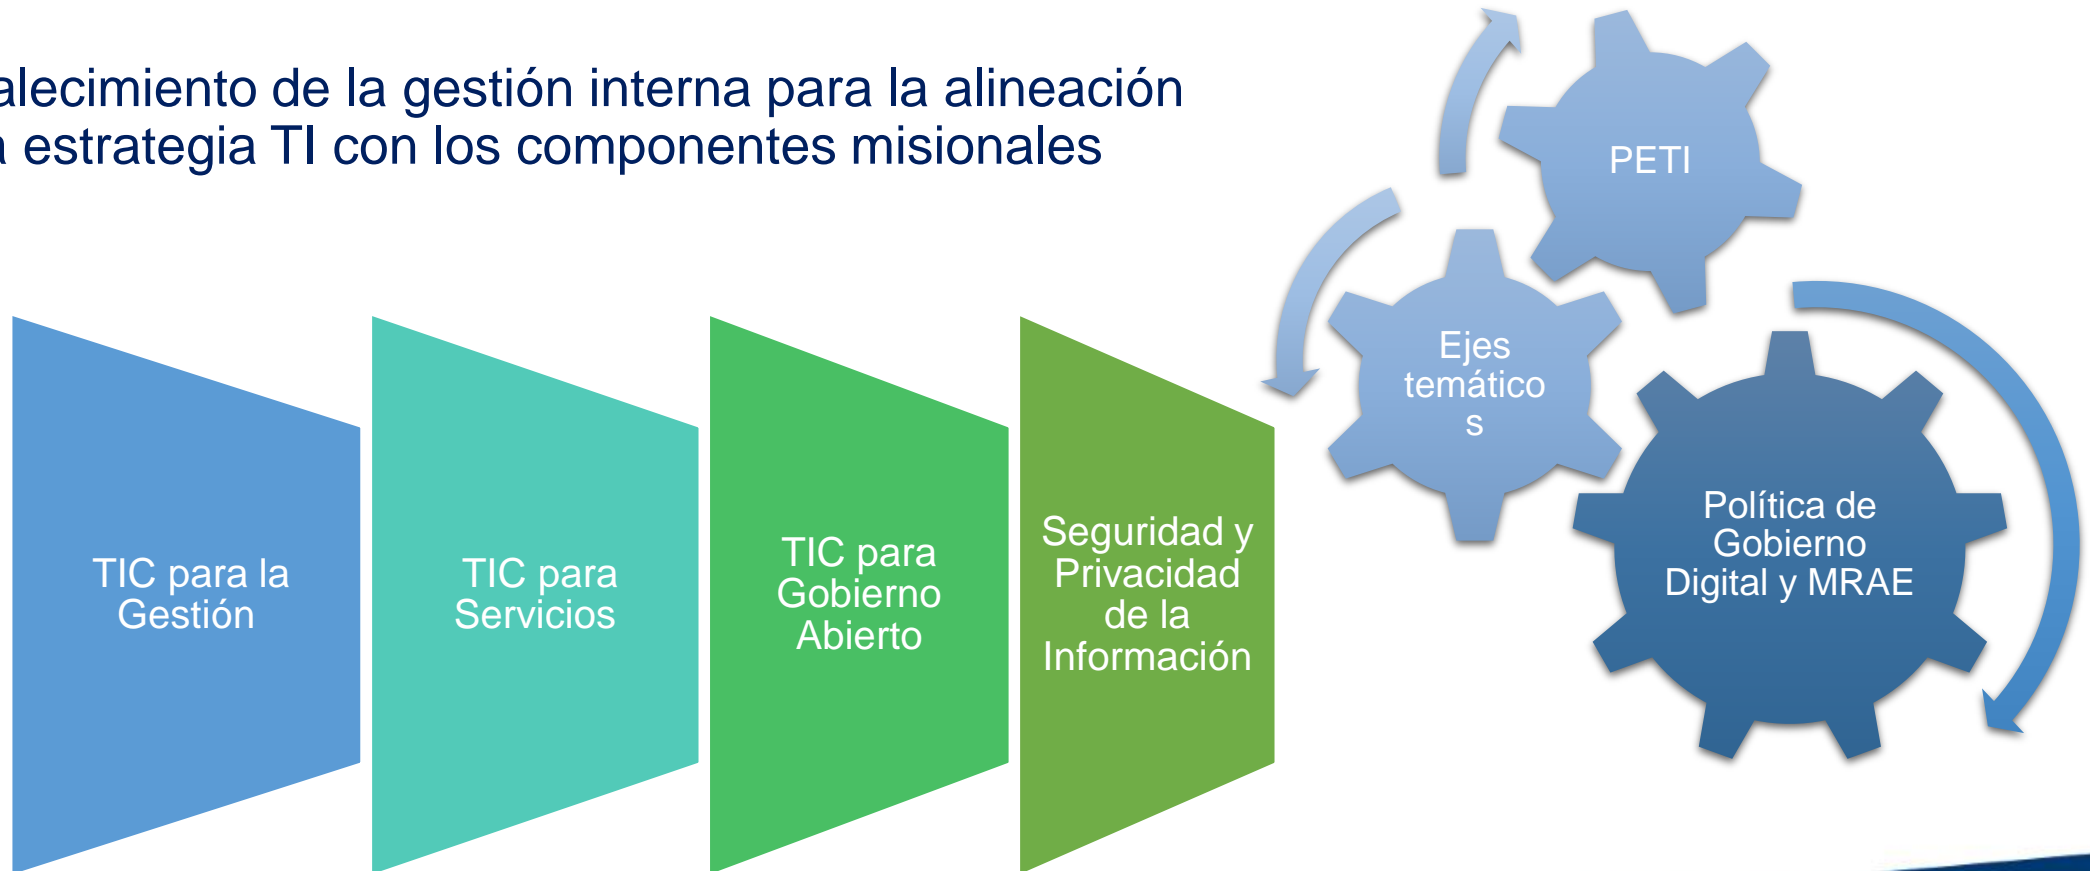 alecimiento de la gestión interna para la alineación
estrategia TI con los componentes misionales
PETI
Ejes
temático
s
Política de
Gobierno
Digital y MRAE
TIC para la
Gestión
TIC para
Servicios
TIC para
Gobierno
Abierto
Seguridad y
Privacidad
de la
Información